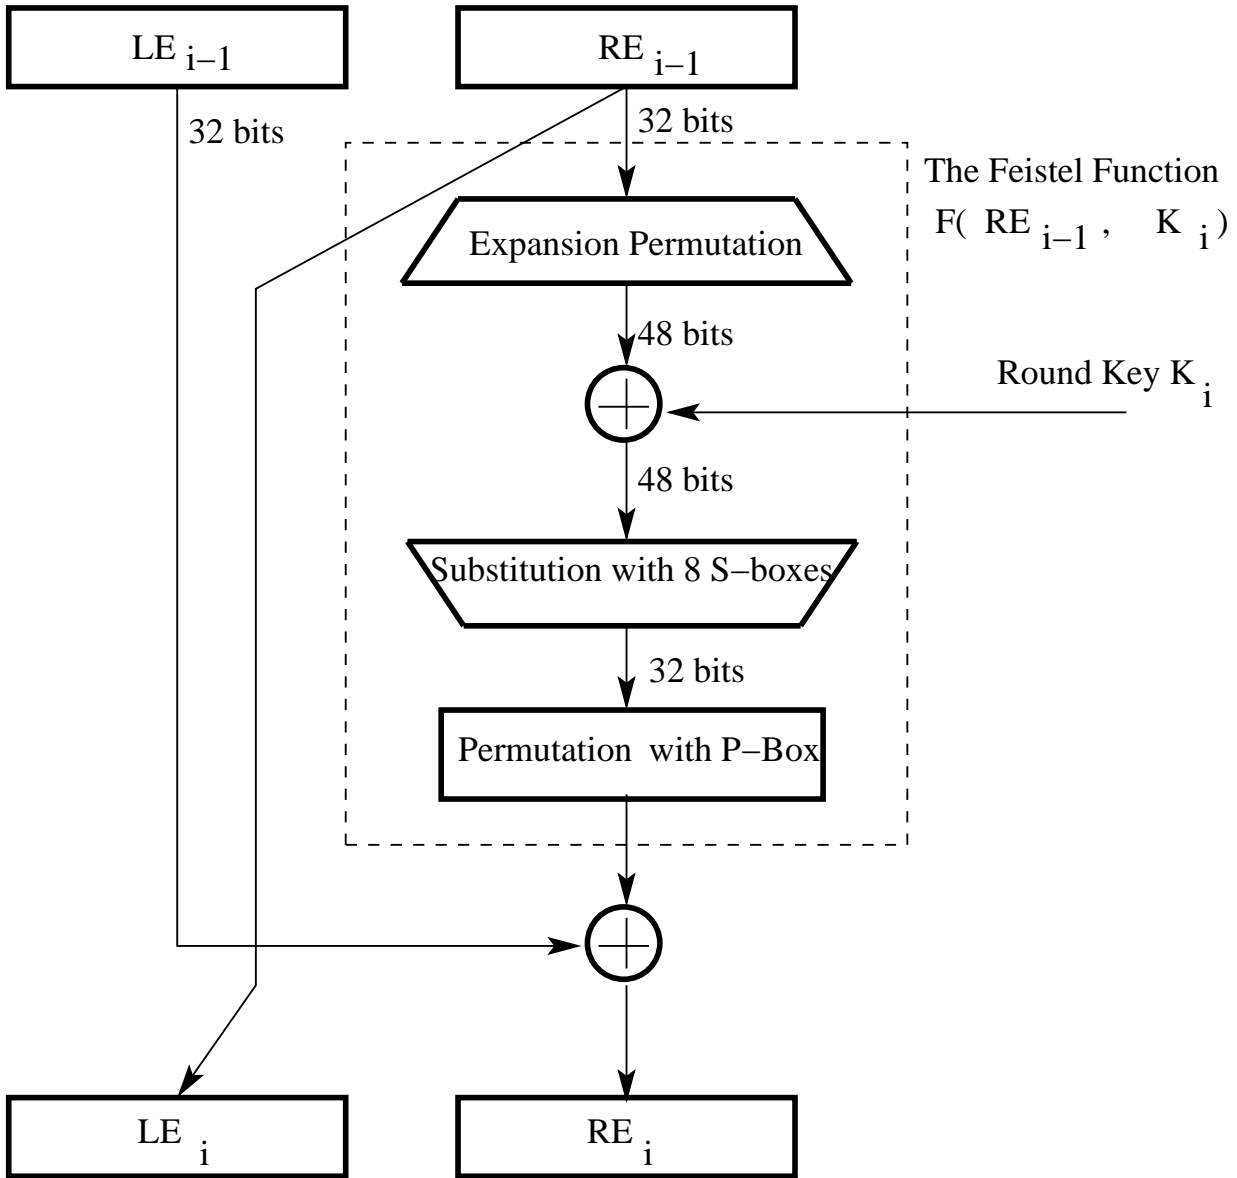 LE i−1
RE i−1
32 bits
32 bits
The Feistel Function
F( RE i−1 , K i )
Expansion Permutation
48 bits
Round Key K i
48 bits
Substitution with 8 S−boxes
32 bits
Permutation with P−Box
LE i
RE i